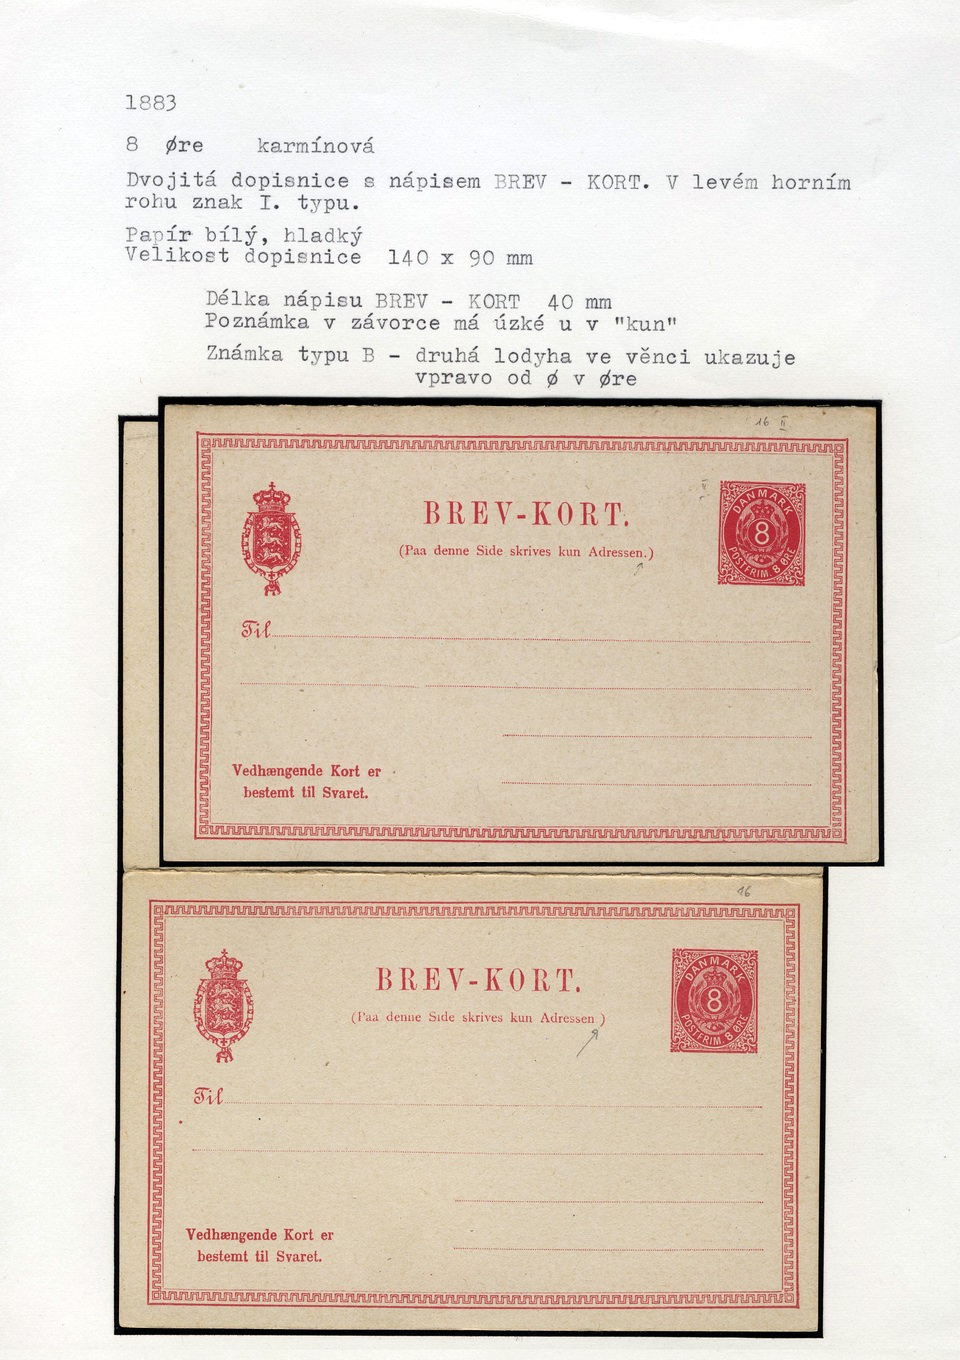 1883
8 Øre karmínová
Dvojitá dopisnice s nápisem BREV - KORT. V levém horním
rohu znak I. typu.
Papír bílý, hladký
Velikost dopisnice 140 x 90 mm
Délka nápisu BREV - KORT 40 mm
Poznámka v závorce má úzké u v "kun"
Známka typu B - druhá lodyha ve věnci ukazuje
vpravo od ø v øre
16 II
II
BREV-KORT.
(Paa denne Side skrives kun Adressen.)
DANMARK
8
POSTFRIM. 8 ØRE
Til
Vedhængende Kort er
bestemt til Svaret.
16
BREV-KORT.
(Paa denne Side skrives kun Adressen )
DANMARK
8
POSTFRIM. 8 ØRE
Til
Vedhængende Kort er
bestemt til Svaret.